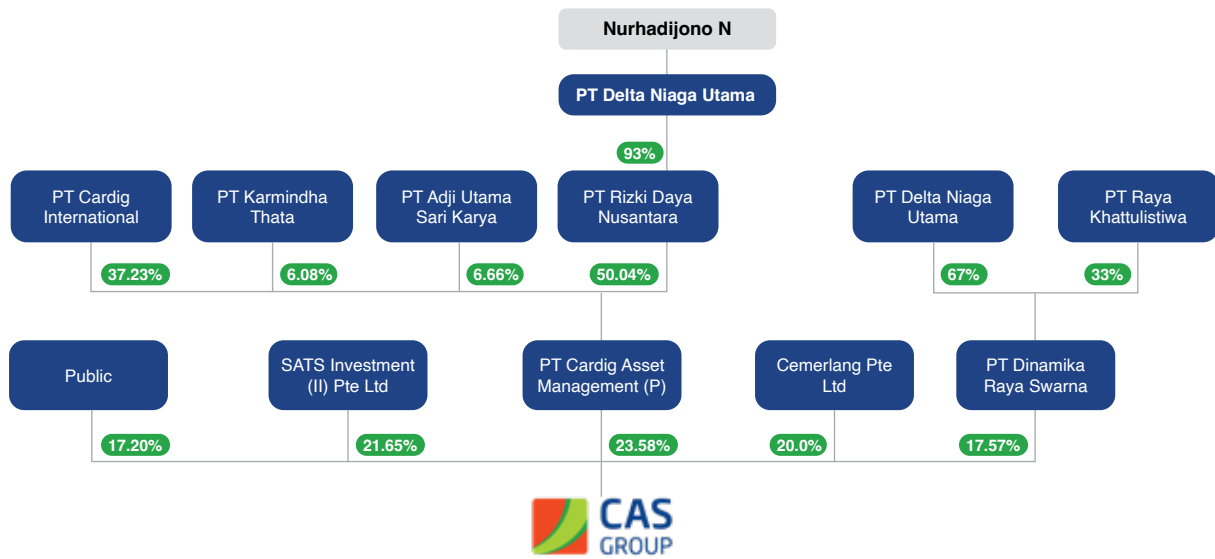 Nurhadijono N
PT Delta Niaga Utama
93%
PT Cardig
International
PT Karmindha
Thata
PT Adji Utama
Sari Karya
PT Rizki Daya
Nusantara
PT Delta Niaga
Utama
PT Raya
Khattulistiwa
37.23%
6.08%
6.66%
50.04%
67%
33%
Public
SATS Investment
(II) Pte Ltd
PT Cardig Asset
Management (P)
Cemerlang Pte
Ltd
PT Dinamika
Raya Swarna
17.20%
21.65%
23.58%
20.0%
17.57%
CAS
GROUP